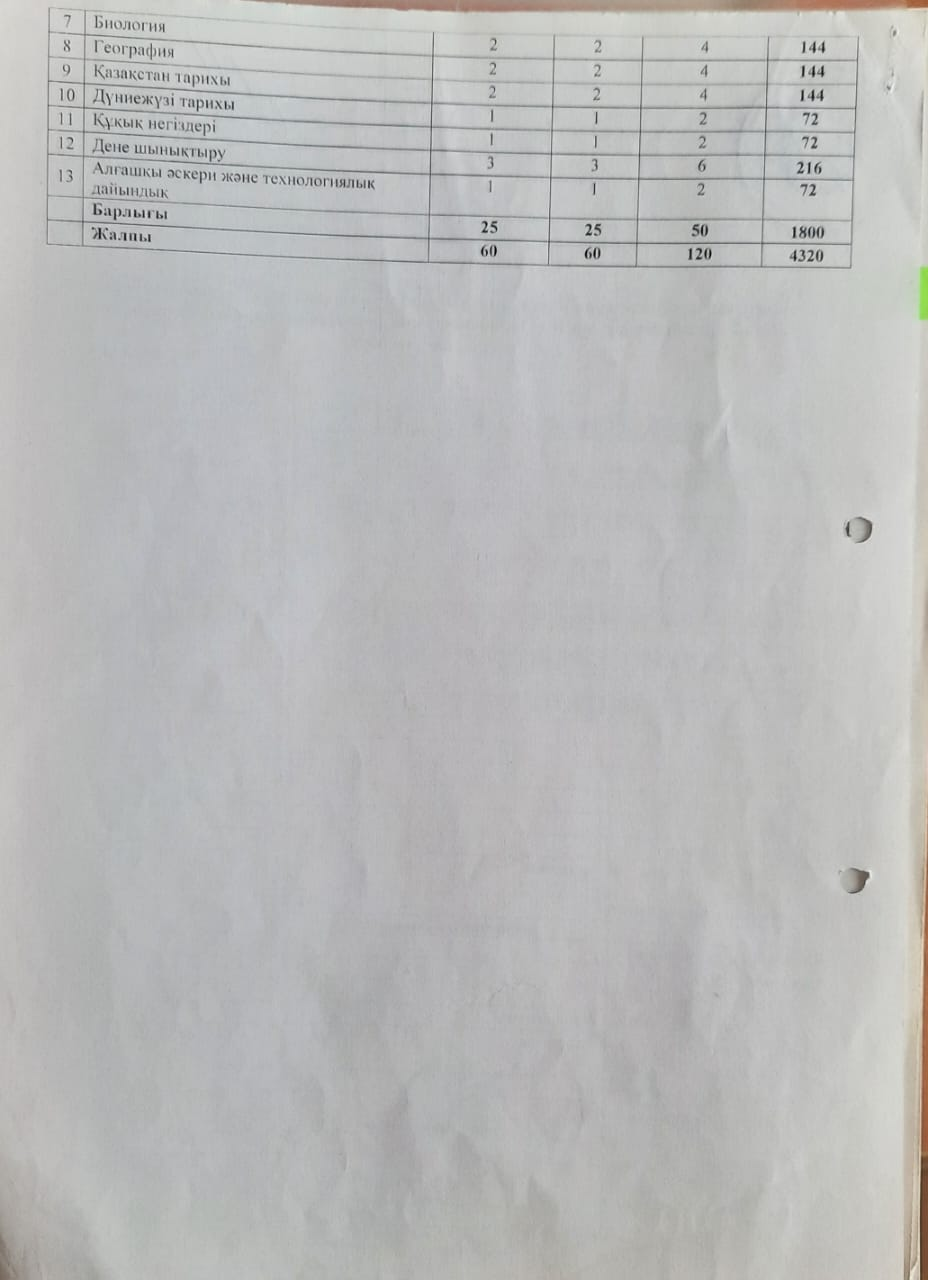 7 Биология 2 2 4 144
8 География 2 2 4 144
9 Қазақстан тарихы 2 2 4 144
10 Дүниежүзі тарихы 1 1 2 72
11 Құқық негіздері 1 1 2 72
12 Дене шынықтыру 3 3 6 216
13 Алғашқы әскери және технологиялық 1 1 2 72
дайындық
Барлығы 25 25 50 1800
Жалпы 60 60 120 4320